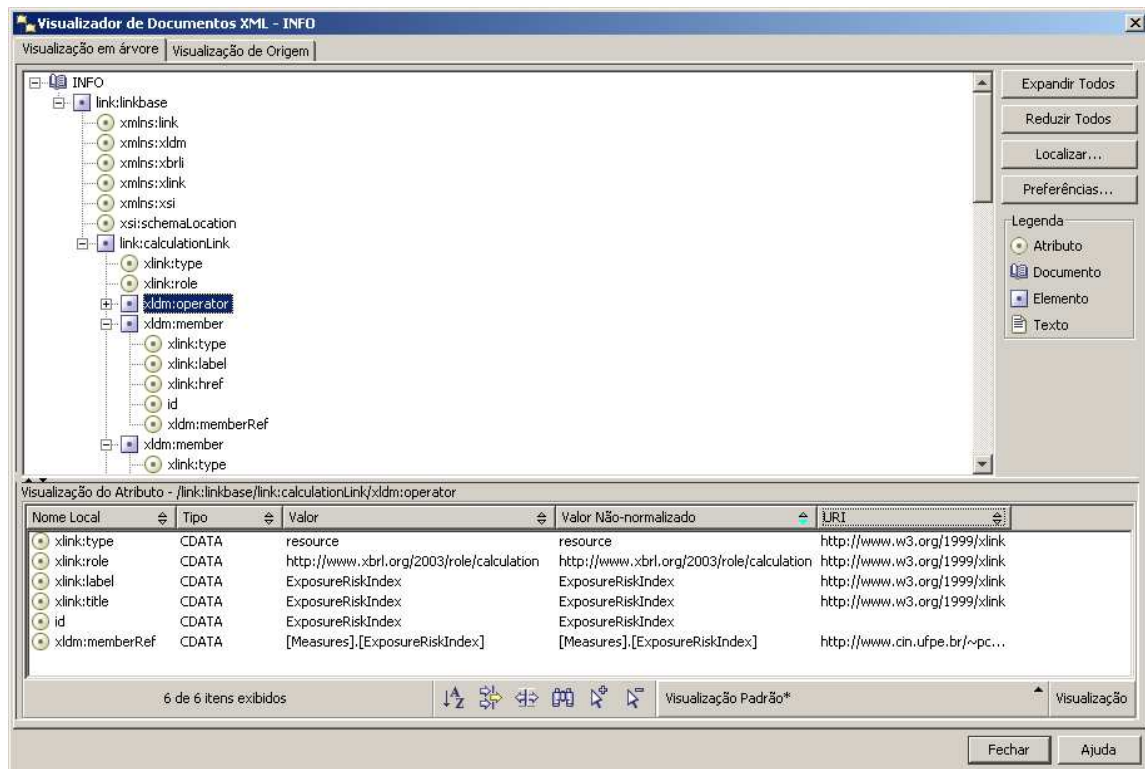 Visualizador de Documentos XML - INFO
Visualização em árvore Visualização de Origem
INFO
link:linkbase
xmlns:link
xmlns:xldm
xmlns:xbrli
xmlns:xlink
xmlns:xsi
xsi:schemaLocation
link:calculationLink
xlink:type
xlink:role
xldm:operator
xldm:member
xlink:type
xlink:label
xlink:href
id
xldm:memberRef
xldm:member
xlink:type
Expandir Todos
Reduzir Todos
Localizar...
Preferências...
Legenda
Atributo
Documento
Elemento
Texto
Visualização do Atributo - /link:linkbase/link:calculationLink/xldm:operator
Nome Local Tipo Valor Valor Não-normalizado URI
xlink:type CDATA resource resource http://www.w3.org/1999/xlink
xlink:role CDATA http://www.xbrl.org/2003/role/calculation http://www.xbrl.org/2003/role/calculation http://www.w3.org/1999/xlink
xlink:label CDATA ExposureRiskIndex ExposureRiskIndex http://www.w3.org/1999/xlink
xlink:title CDATA ExposureRiskIndex ExposureRiskIndex http://www.w3.org/1999/xlink
id CDATA ExposureRiskIndex ExposureRiskIndex
xldm:memberRef CDATA [Measures].[ExposureRiskIndex] [Measures].[ExposureRiskIndex] http://www.cin.ufpe.br/~pc...
6 de 6 itens exibidos
Visualização Padrão*
Visualização
Fechar Ajuda